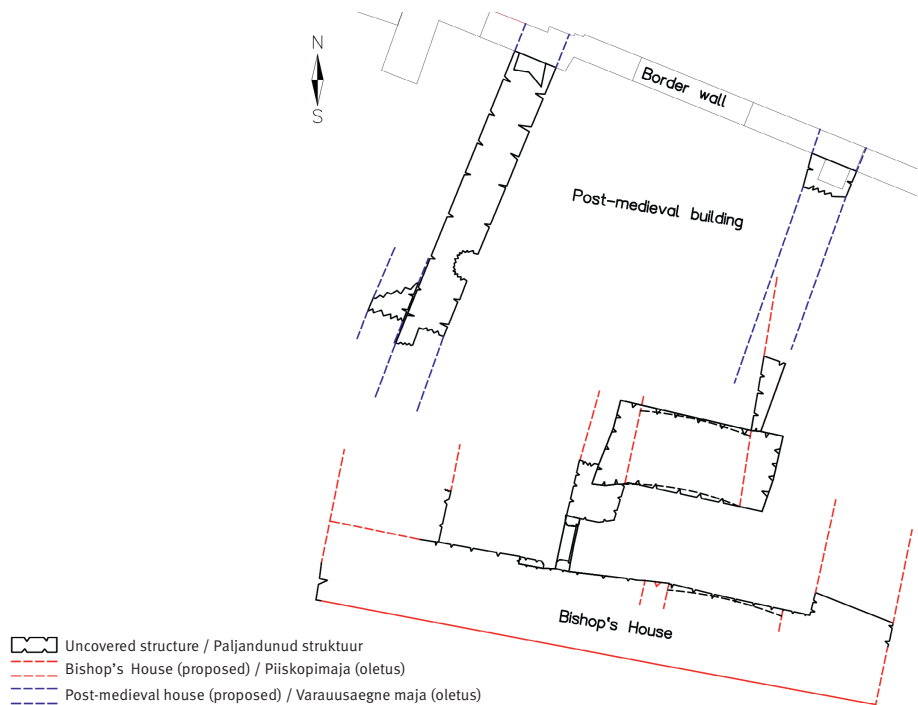 N
S
Border wall
Post-medieval building
Bishop's House
Uncovered structure / Paljandunud struktuur
Bishop's House (proposed) / Piiskopimaja (oletus)
Post-medieval house (proposed) / Varauusaegne maja (oletus)